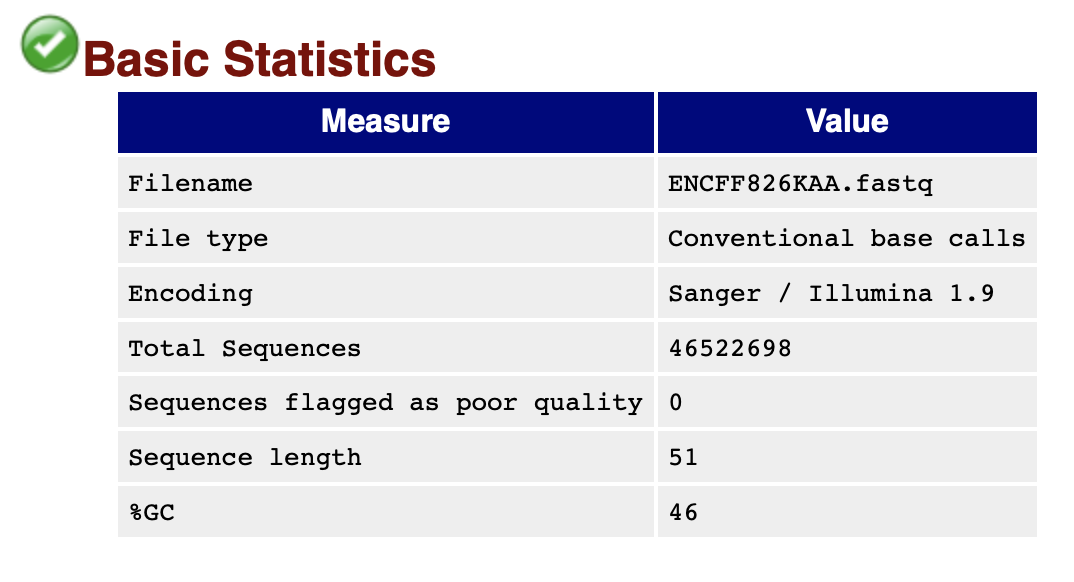 Basic Statistics
Measure Value
Filename ENCFF826KAA.fastq
File type Conventional base calls
Encoding Sanger / Illumina 1.9
Total Sequences 46522698
Sequences flagged as poor quality 0
Sequence length 51
%GC 46